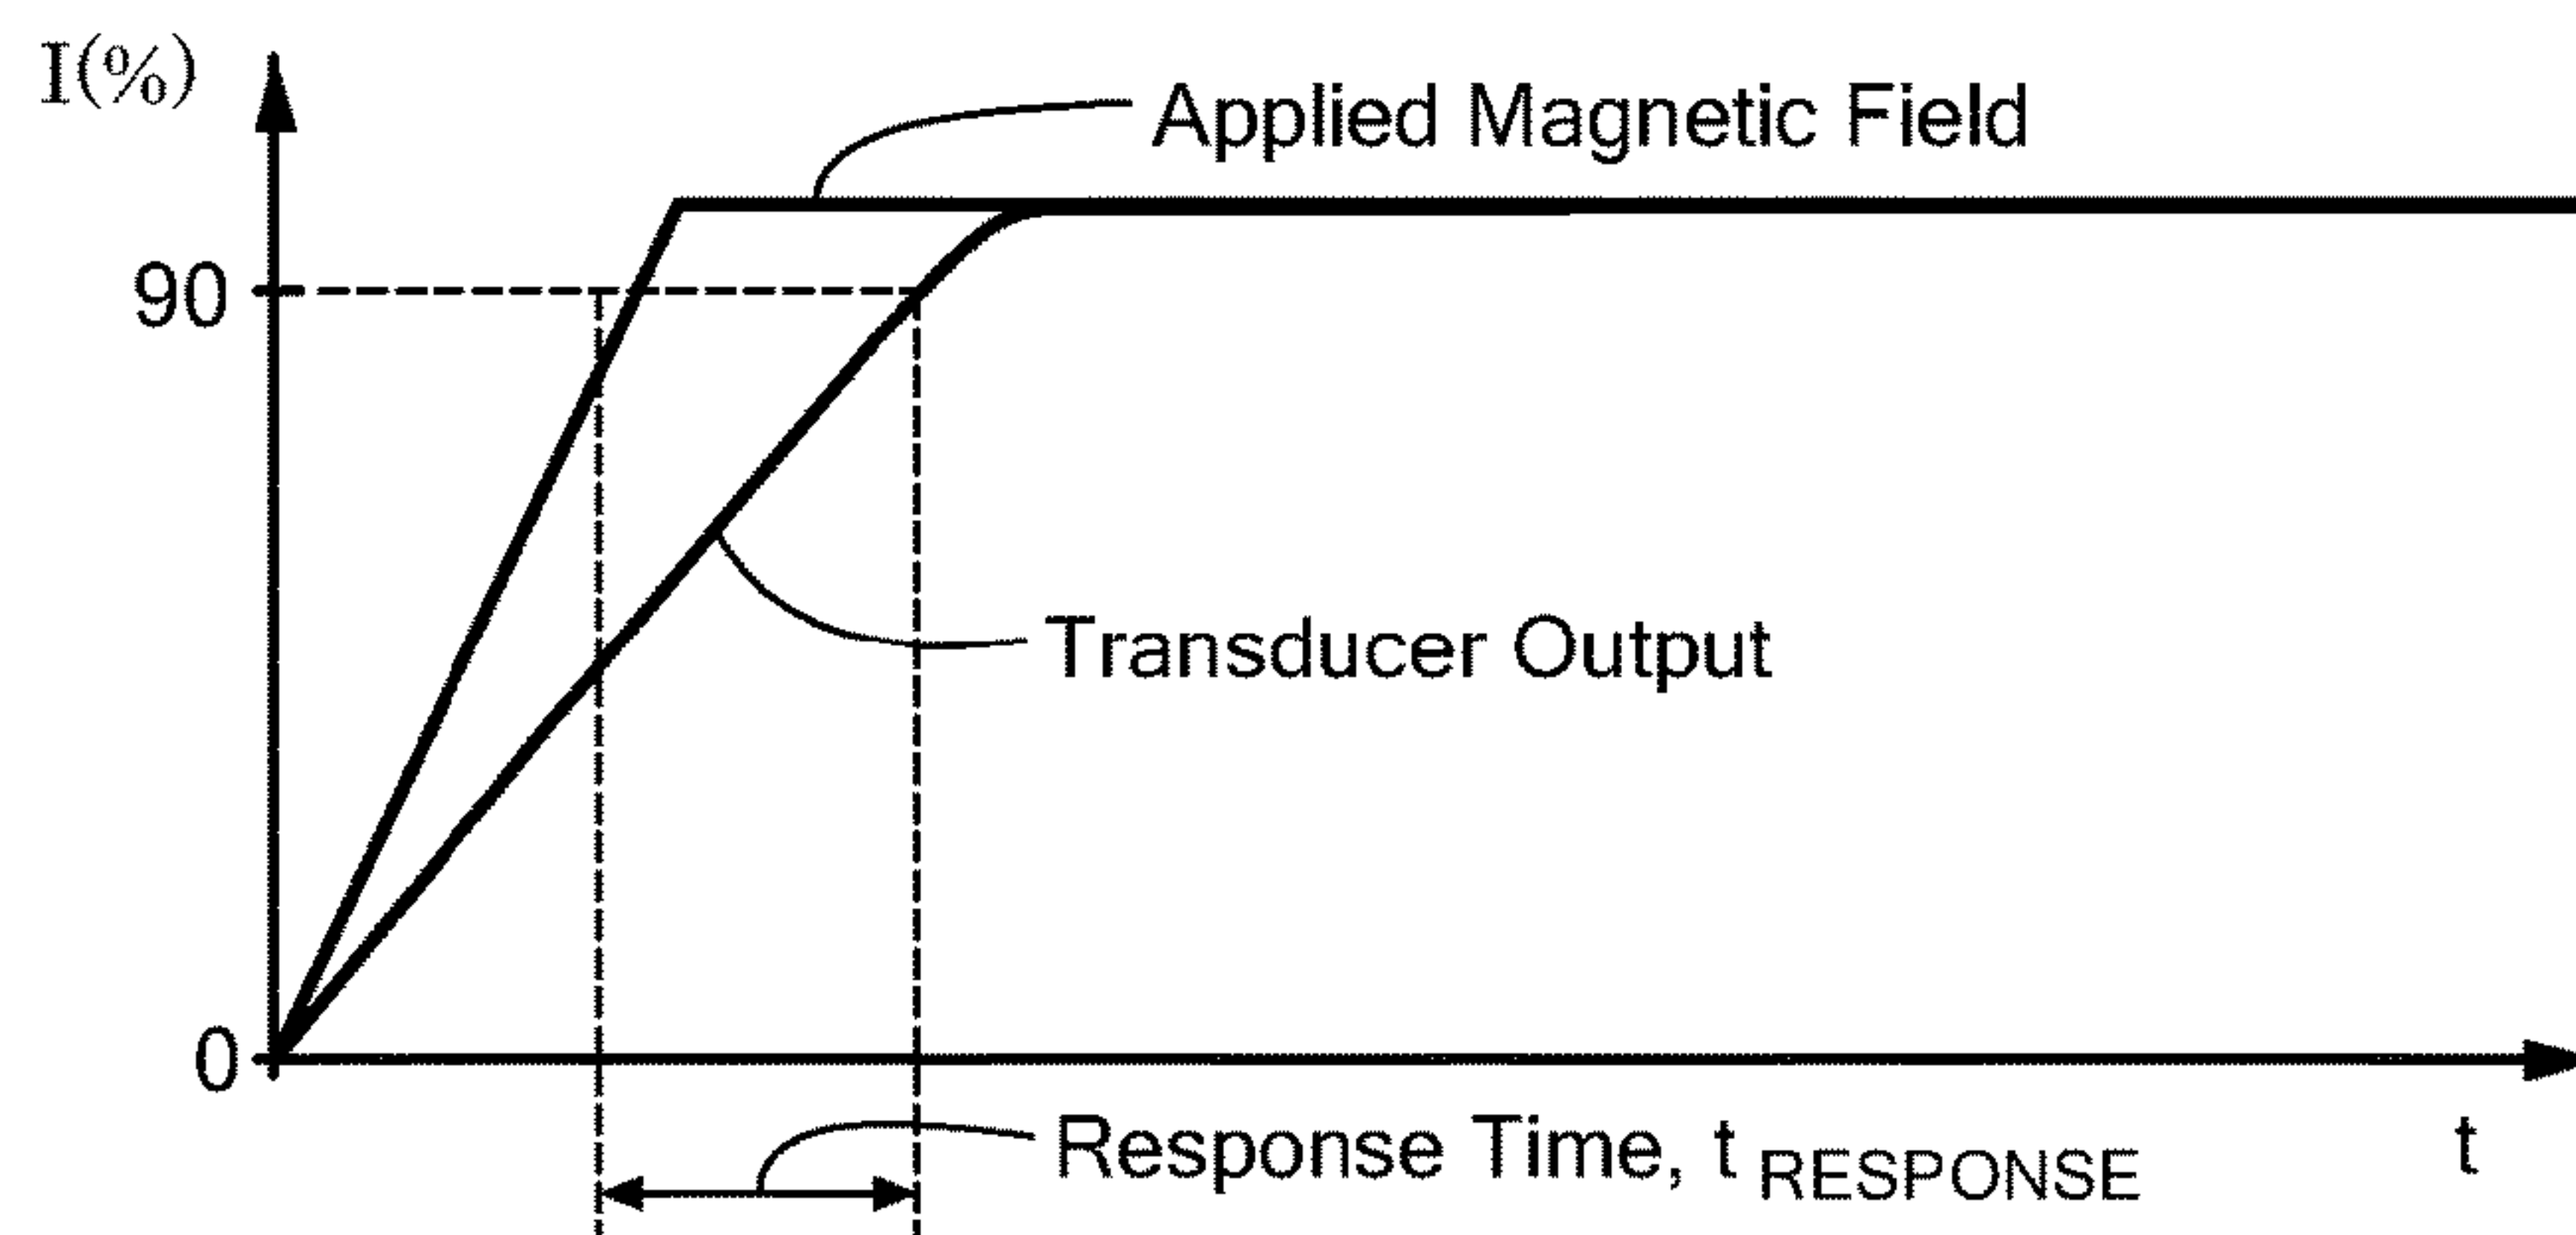 I(%)
Applied Magnetic Field
90
Transducer Output
0
Response Time, t RESPONSE
t